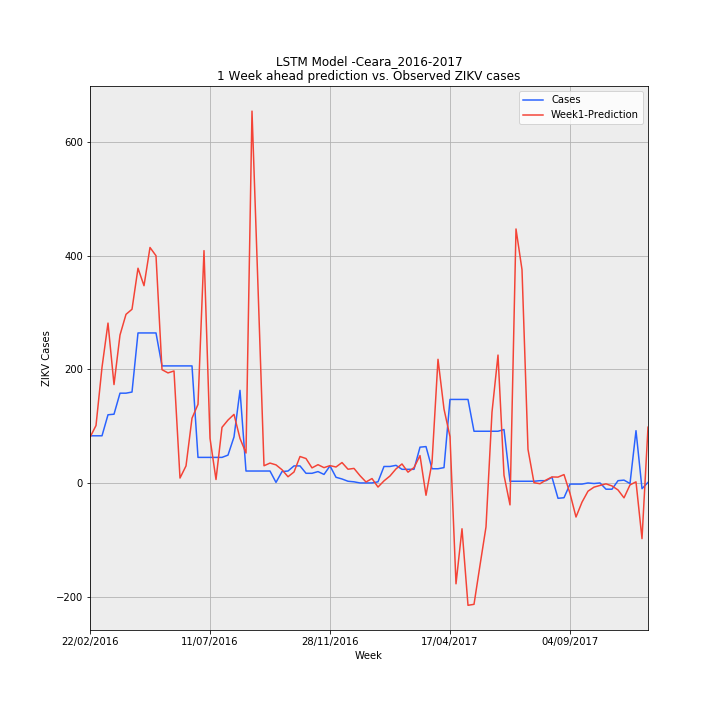 LSTM Model -Ceara_2016-2017
1 Week ahead prediction vs. Observed ZIKV cases
Cases
Week1-Prediction
ZIKV Cases
600
400
200
0
−200
22/02/2016 11/07/2016 28/11/2016 17/04/2017 04/09/2017
Week